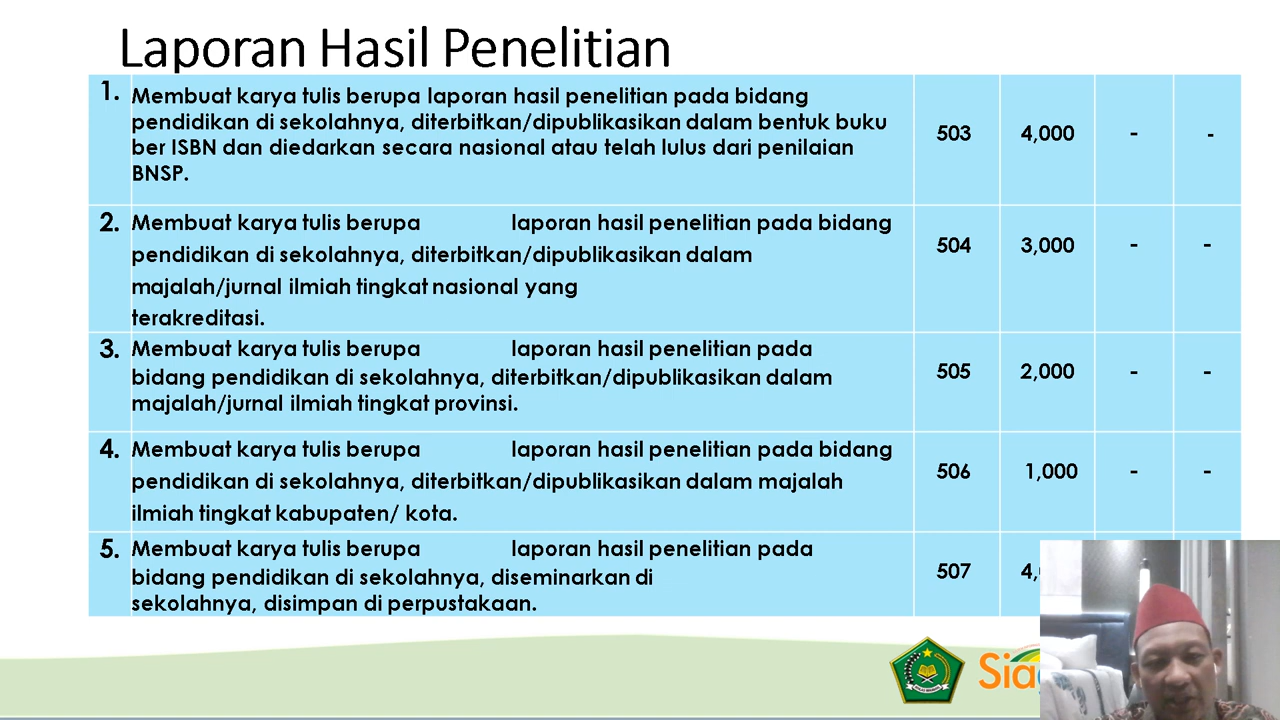 Laporan Hasil Penelitian
1. Membuat karya tulis berupa laporan hasil penelitian pada bidang
pendidikan di sekolahnya, diterbitkan/dipublikasikan dalam bentuk buku
ber ISBN dan diedarkan secara nasional atau telah lulus dari penilaian
BNSP.
503 4,000 - -
2. Membuat karya tulis berupa laporan hasil penelitian pada bidang
pendidikan di sekolahnya, diterbitkan/dipublikasikan dalam
majalah/jurnal ilmiah tingkat nasional yang
terakreditasi.
504 3,000 - -
3. Membuat karya tulis berupa laporan hasil penelitian pada
bidang pendidikan di sekolahnya, diterbitkan/dipublikasikan dalam
majalah/jurnal ilmiah tingkat provinsi.
505 2,000 - -
4. Membuat karya tulis berupa laporan hasil penelitian pada bidang
pendidikan di sekolahnya, diterbitkan/dipublikasikan dalam majalah
ilmiah tingkat kabupaten/ kota.
506 1,000 - -
5. Membuat karya tulis berupa laporan hasil penelitian pada
bidang pendidikan di sekolahnya, diseminarkan di
sekolahnya, disimpan di perpustakaan.
507